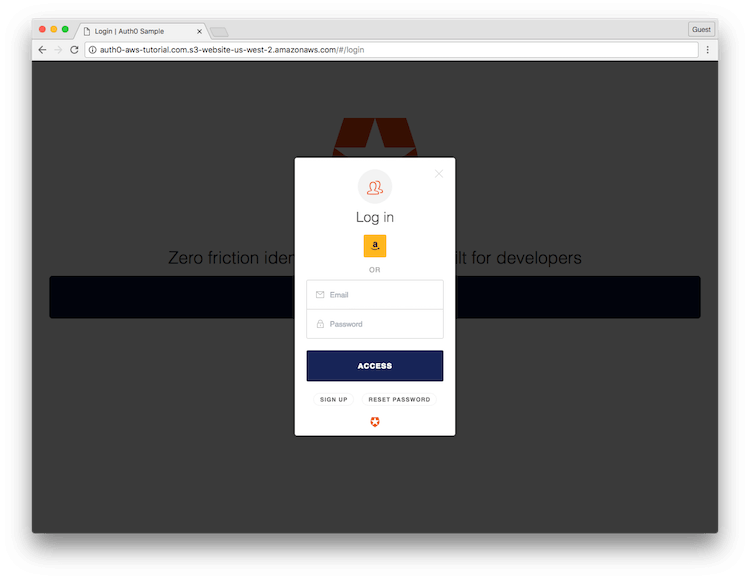 Login | Auth0 Sample
Guest
auth0-aws-tutorial.com.s3-website-us-west-2.amazonaws.com/#/login
Log in
a
Zero friction iden
ilt for developers
OR
Email
Password
ACCESS
SIGN UP
RESET PASSWORD